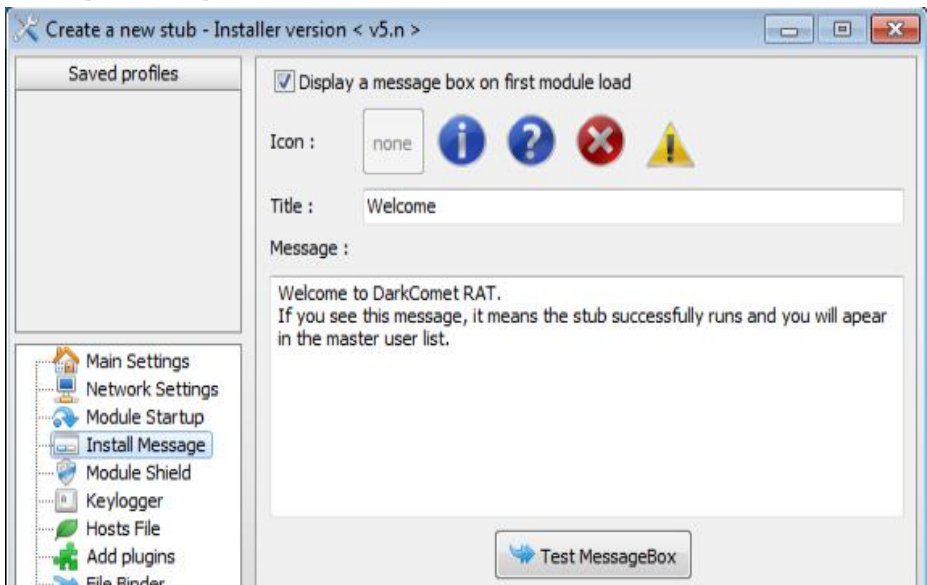 Create a new stub - Installer version < v5.n >
Saved profiles
Display a message box on first module load
Icon :
none
Title :
Welcome
Message :
Welcome to DarkComet RAT.
If you see this message, it means the stub successfully runs and you will apear
in the master user list.
Main Settings
Network Settings
Module Startup
Install Message
Module Shield
Keylogger
Hosts File
Add plugins
File Binder
Test MessageBox